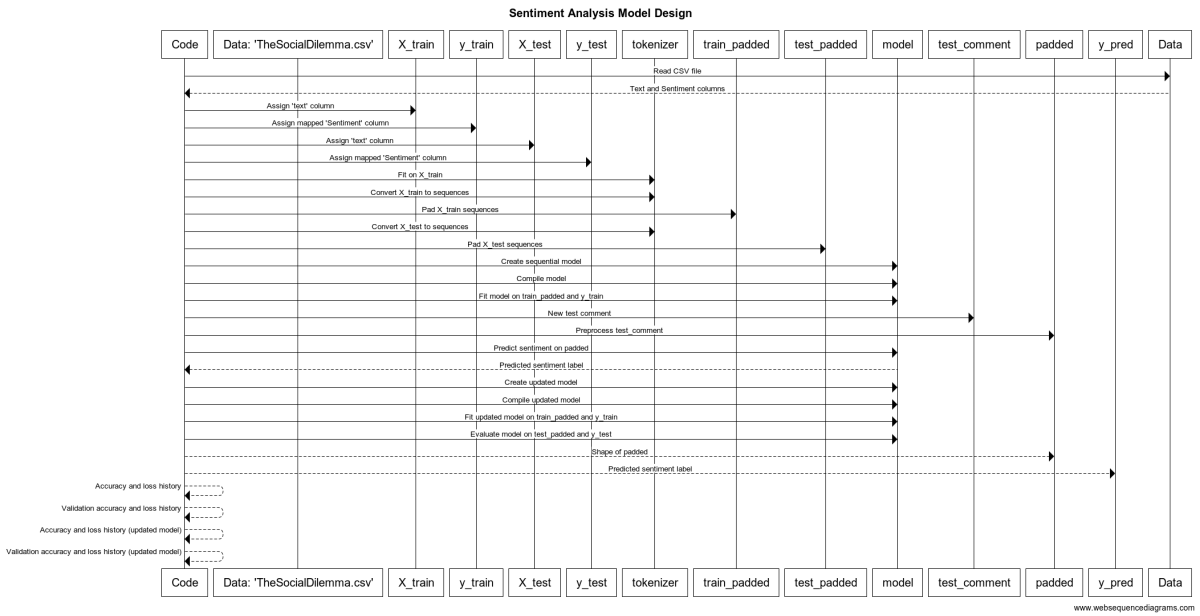 Sentiment Analysis Model Design
Code Data: 'TheSocialDilemma.csv' X_train y_train X_test y_test tokenizer train_padded test_padded model test_comment padded y_pred Data
Read CSV file
Text and Sentiment columns
Assign 'text' column
Assign mapped 'Sentiment' column
Assign 'text' column
Assign mapped 'Sentiment' column
Fit on X_train
Convert X_train to sequences
Pad X_train sequences
Convert X_test to sequences
Pad X_test sequences
Create sequential model
Compile model
Fit model on train_padded and y_train
New test comment
Preprocess test_comment
Predict sentiment on padded
Predicted sentiment label
Create updated model
Compile updated model
Fit updated model on train_padded and y_train
Evaluate model on test_padded and y_test
Shape of padded
Predicted sentiment label
Accuracy and loss history
Validation accuracy and loss history
Accuracy and loss history (updated model)
Validation accuracy and loss history (updated model)
Code Data: 'TheSocialDilemma.csv' X_train y_train X_test y_test tokenizer train_padded test_padded model test_comment padded y_pred Data
www.websequencediagrams.com